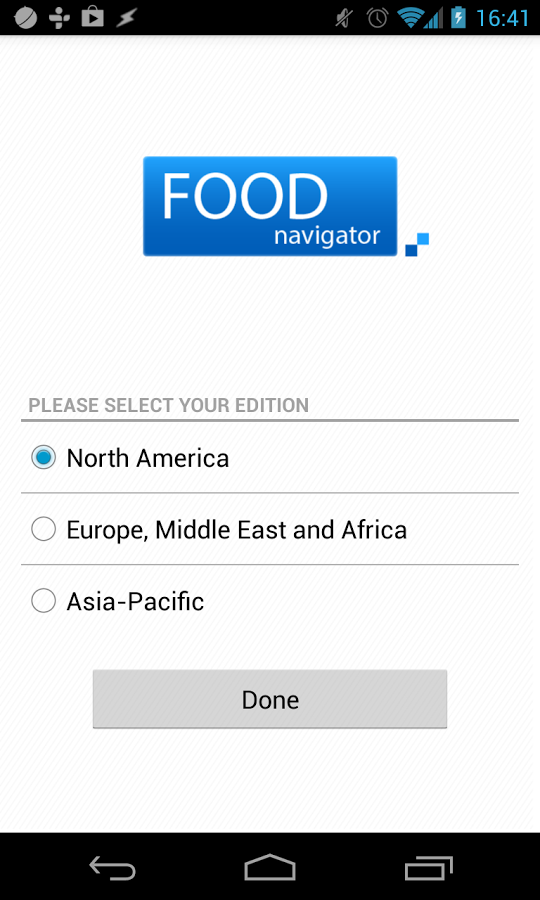 16:41
FOOD
navigator
PLEASE SELECT YOUR EDITION
North America
Europe, Middle East and Africa
Asia-Pacific
Done